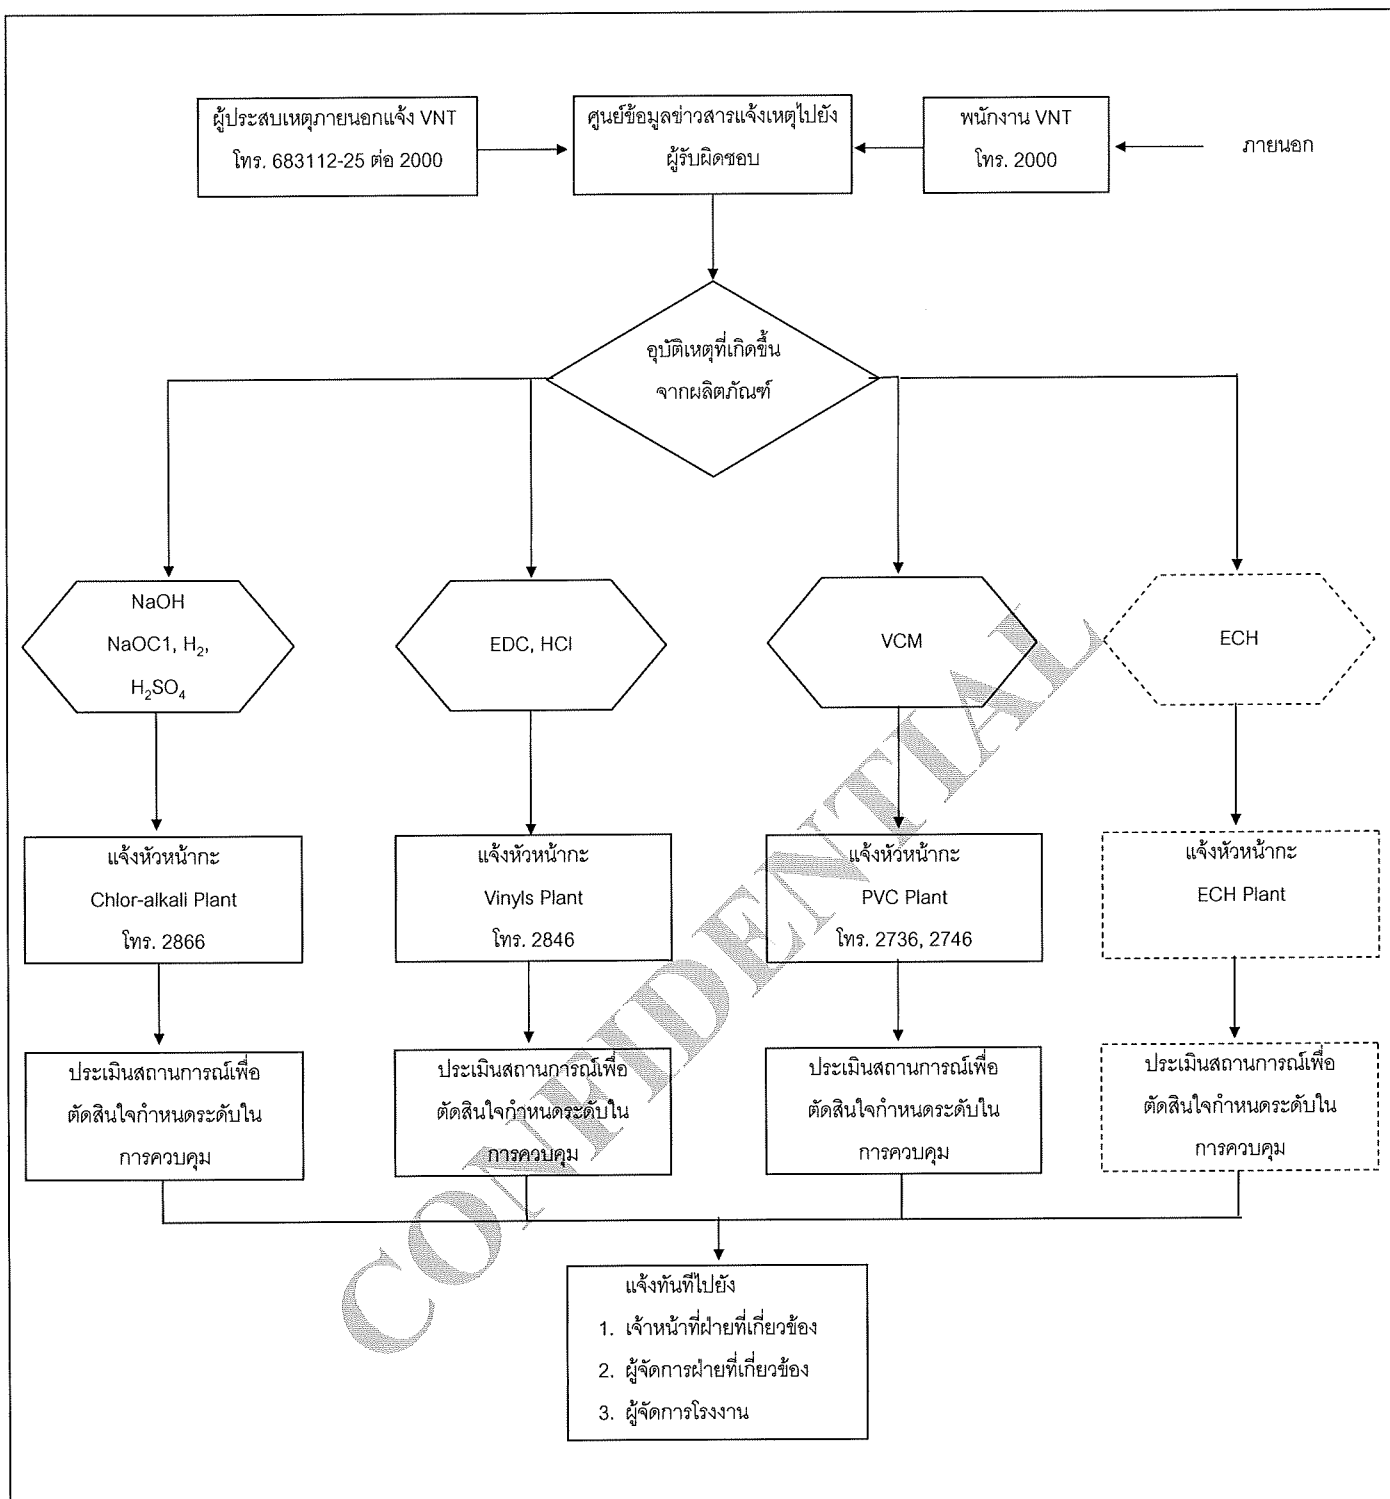 ผู้ประสบเหตุภายนอกแจ้ง VNT
โทร. 683112-25 ต่อ 2000
ศูนย์ข้อมูลข่าวสารแจ้งเหตุไปยัง
ผู้รับผิดชอบ
พนักงาน VNT
โทร. 2000
ภายนอก
อุบัติเหตุที่เกิดขึ้น
จากผลิตภัณฑ์
NaOH
NaOC1, H₂,
H₂SO₄
EDC, HCl
VCM
ECH
แจ้งหัวหน้ากะ
Chlor-alkali Plant
โทร. 2866
แจ้งหัวหน้ากะ
Vinyls Plant
โทร. 2846
แจ้งหัวหน้ากะ
PVC Plant
โทร. 2736, 2746
แจ้งหัวหน้ากะ
ECH Plant
ประเมินสถานการณ์เพื่อ
ตัดสินใจกำหนดระดับใน
การควบคุม
ประเมินสถานการณ์เพื่อ
ตัดสินใจกำหนดระดับใน
การควบคุม
ประเมินสถานการณ์เพื่อ
ตัดสินใจกำหนดระดับใน
การควบคุม
ประเมินสถานการณ์เพื่อ
ตัดสินใจกำหนดระดับใน
การควบคุม
แจ้งทันทีไปยัง
1. เจ้าหน้าที่ฝ่ายที่เกี่ยวข้อง
2. ผู้จัดการฝ่ายที่เกี่ยวข้อง
3. ผู้จัดการโรงงาน
CONFIDENTIAL